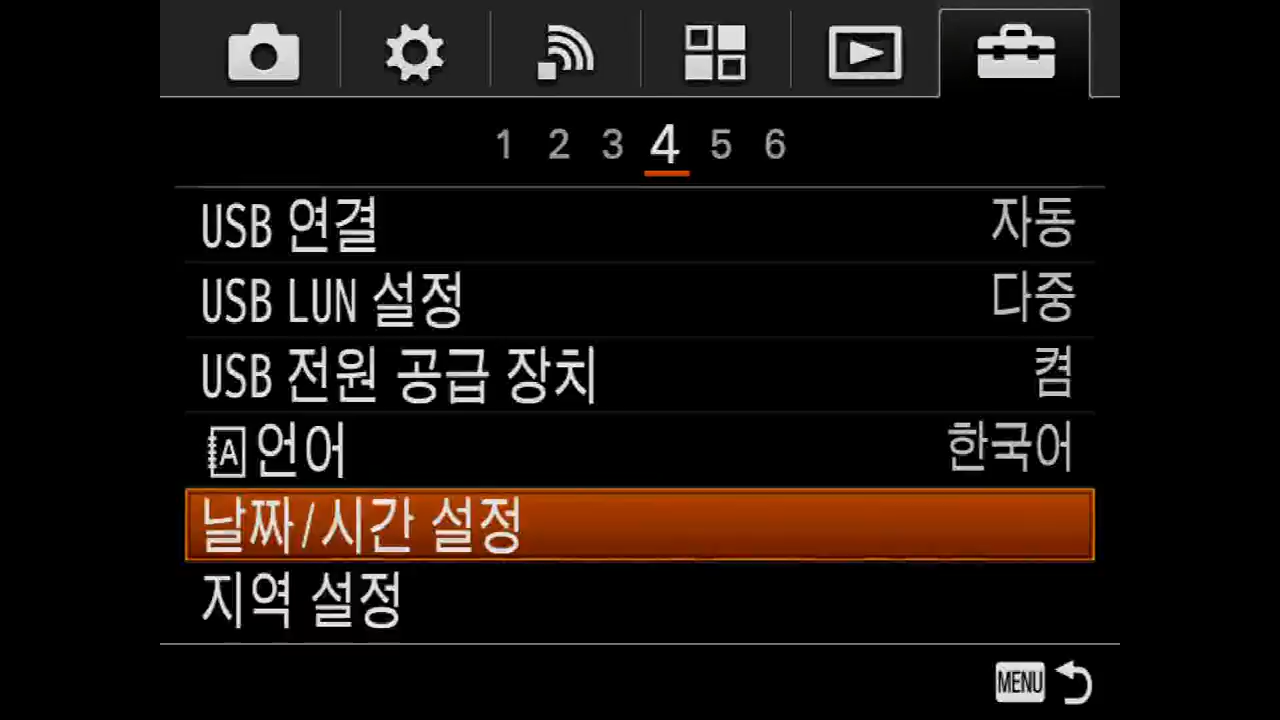 1 2 3 4 5 6
USB 연결 자동
USB LUN 설정 다중
USB 전원 공급 장치 켬
A 언어 한국어
날짜/시간 설정
지역 설정
MENU